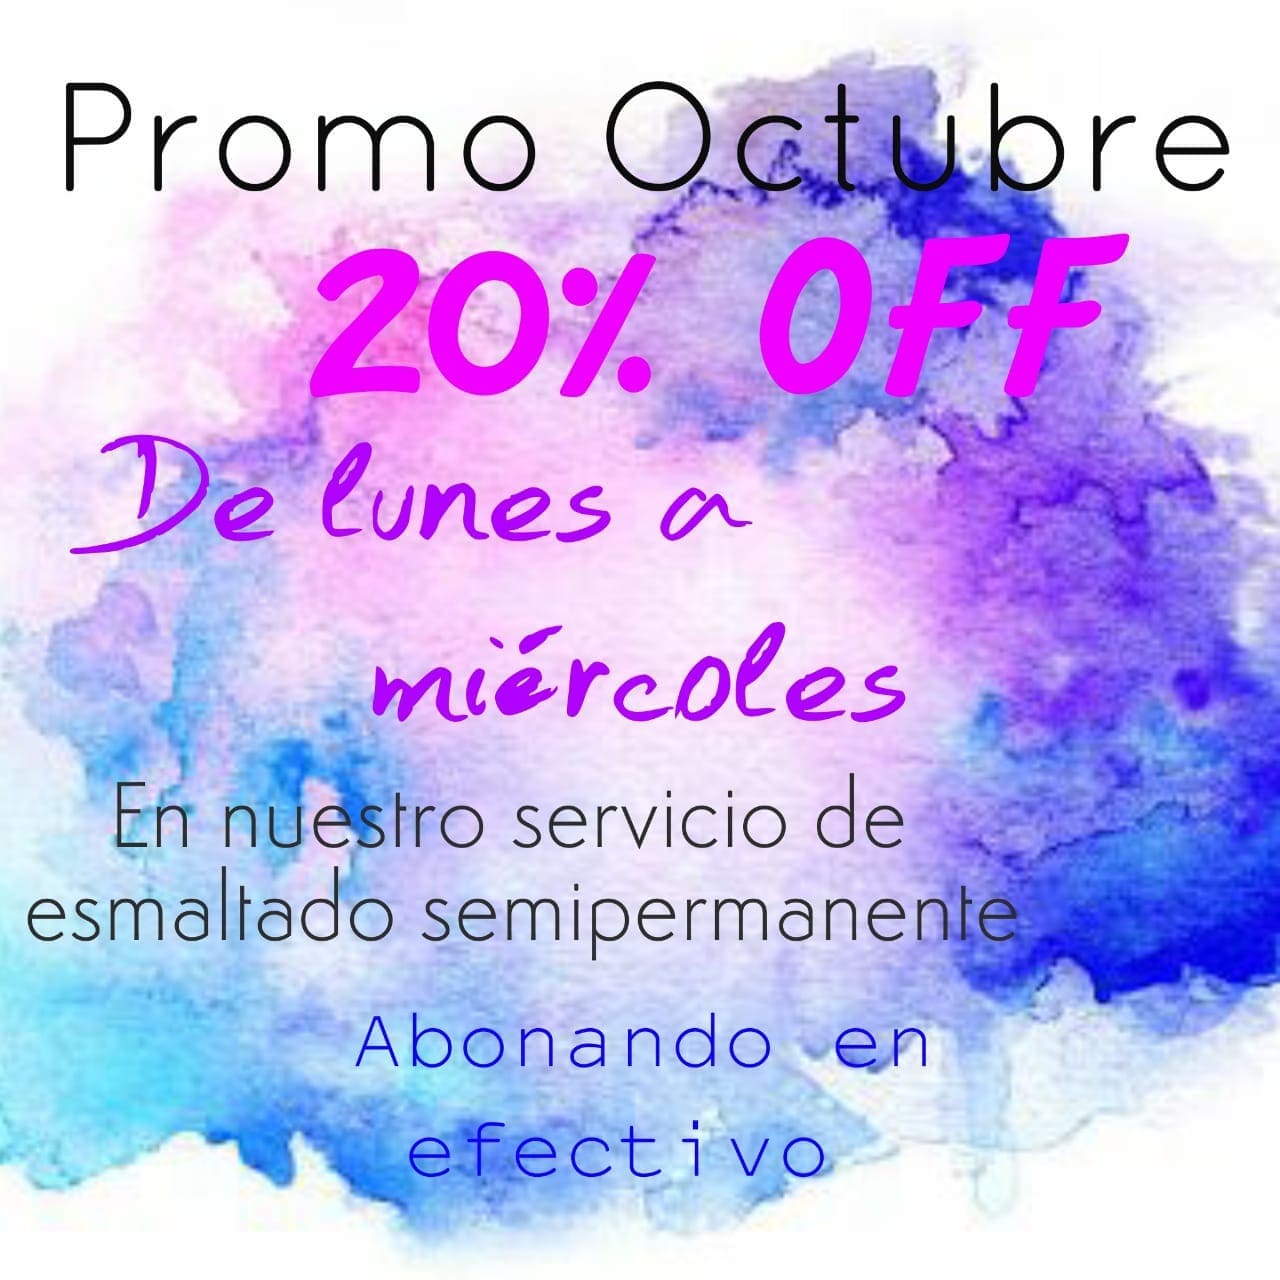 Promo Octubre
20% OFF
De lunes a
miércoles
En nuestro servicio de
esmaltado semipermanente
Abonando en
efectivo